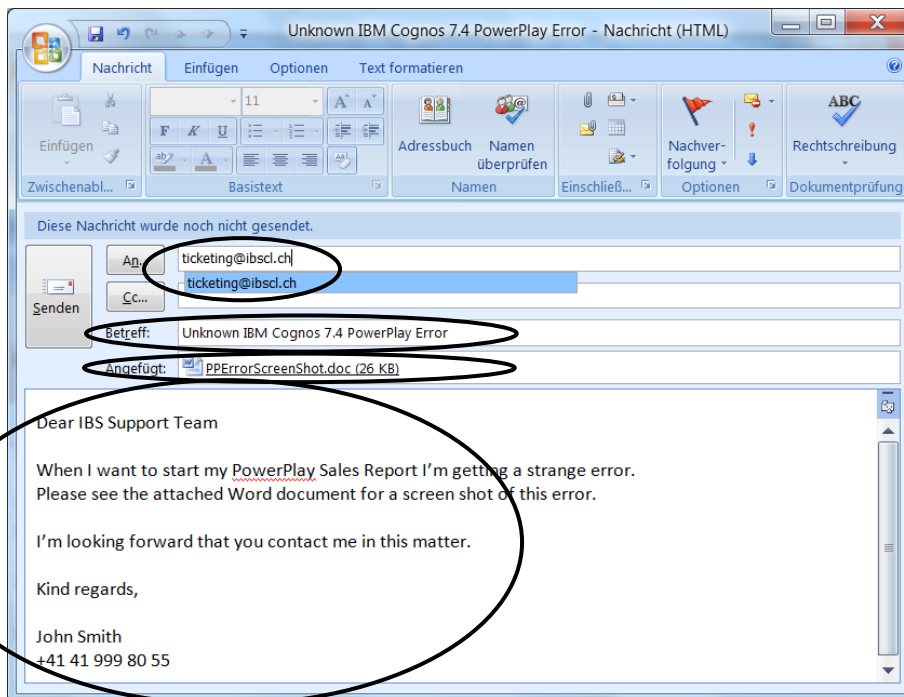 Unknown IBM Cognos 7.4 PowerPlay Error - Nachricht (HTML)
Nachricht Einfügen Optionen Text formatieren
11
Einfügen
F K U
ab A
Adressbuch
Namen überprüfen
Nachver-
folgung
ABC
Rechtschreibung
Zwischenabl... Basistext Namen Einschließ... Optionen Dokumentprüfung
Diese Nachricht wurde noch nicht gesendet.
Senden
An... ticketing@ibscl.ch
ticketing@ibscl.ch
Cc...
Betreff: Unknown IBM Cognos 7.4 PowerPlay Error
Angefügt: PPErrorScreenShot.doc (26 KB)
Dear IBS Support Team
When I want to start my PowerPlay Sales Report I'm getting a strange error.
Please see the attached Word document for a screen shot of this error.
I'm looking forward that you contact me in this matter.
Kind regards,
John Smith
+41 41 999 80 55